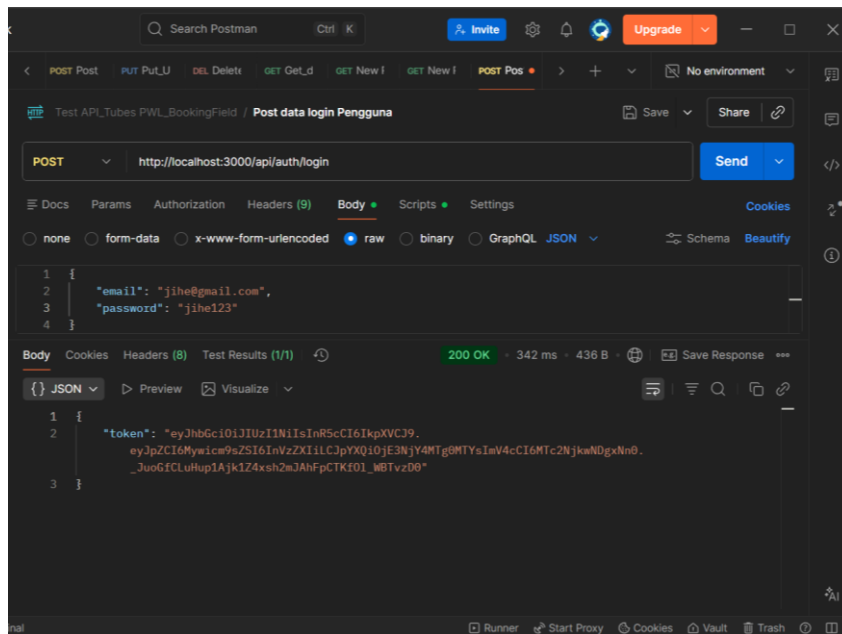 Search Postman Ctrl K Invite Upgrade
POST Post PUT Put_U DEL Delete GET Get_d GET New F GET New F POST Pos No environment
HTTP Test API_Tubes PWL_BookingField / Post data login Pengguna Save Share
POST http://localhost:3000/api/auth/login Send
Docs Params Authorization Headers (9) Body Scripts Settings Cookies
none form-data x-www-form-urlencoded raw binary GraphQL JSON Schema Beautify
1 {
2 "email": "jihe@gmail.com",
3 "password": "jihe123"
4 }
Body Cookies Headers (8) Test Results (1/1) 200 OK 342 ms 436 B e.g. Save Response
{} JSON Preview Visualize
1 {
2 "token": "eyJhbGciOiJIUzI1NiIsInR5cCI6IkpXVCJ9.
eyJpZCI6Mywicm9sZSI6InVzZXIiLCJpYXQiOjE3NjY4MTg0MTYsImV4cCI6MTc2NjkwNDgxNn0.
_JuoGfCLuHup1Ajk1Z4xsh2mJAhFpCTKfOl_WBTvzD0"
3 }
AI
inal Runner Start Proxy Cookies Vault Trash